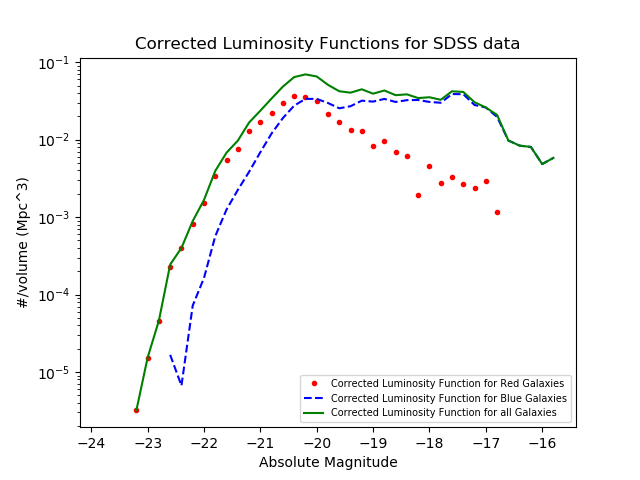 Corrected Luminosity Functions for SDSS data
#/volume (Mpc^3)
10⁻¹
10⁻²
10⁻³
10⁻⁴
10⁻⁵
Corrected Luminosity Function for Red Galaxies
Corrected Luminosity Function for Blue Galaxies
Corrected Luminosity Function for all Galaxies
−24 −23 −22 −21 −20 −19 −18 −17 −16
Absolute Magnitude